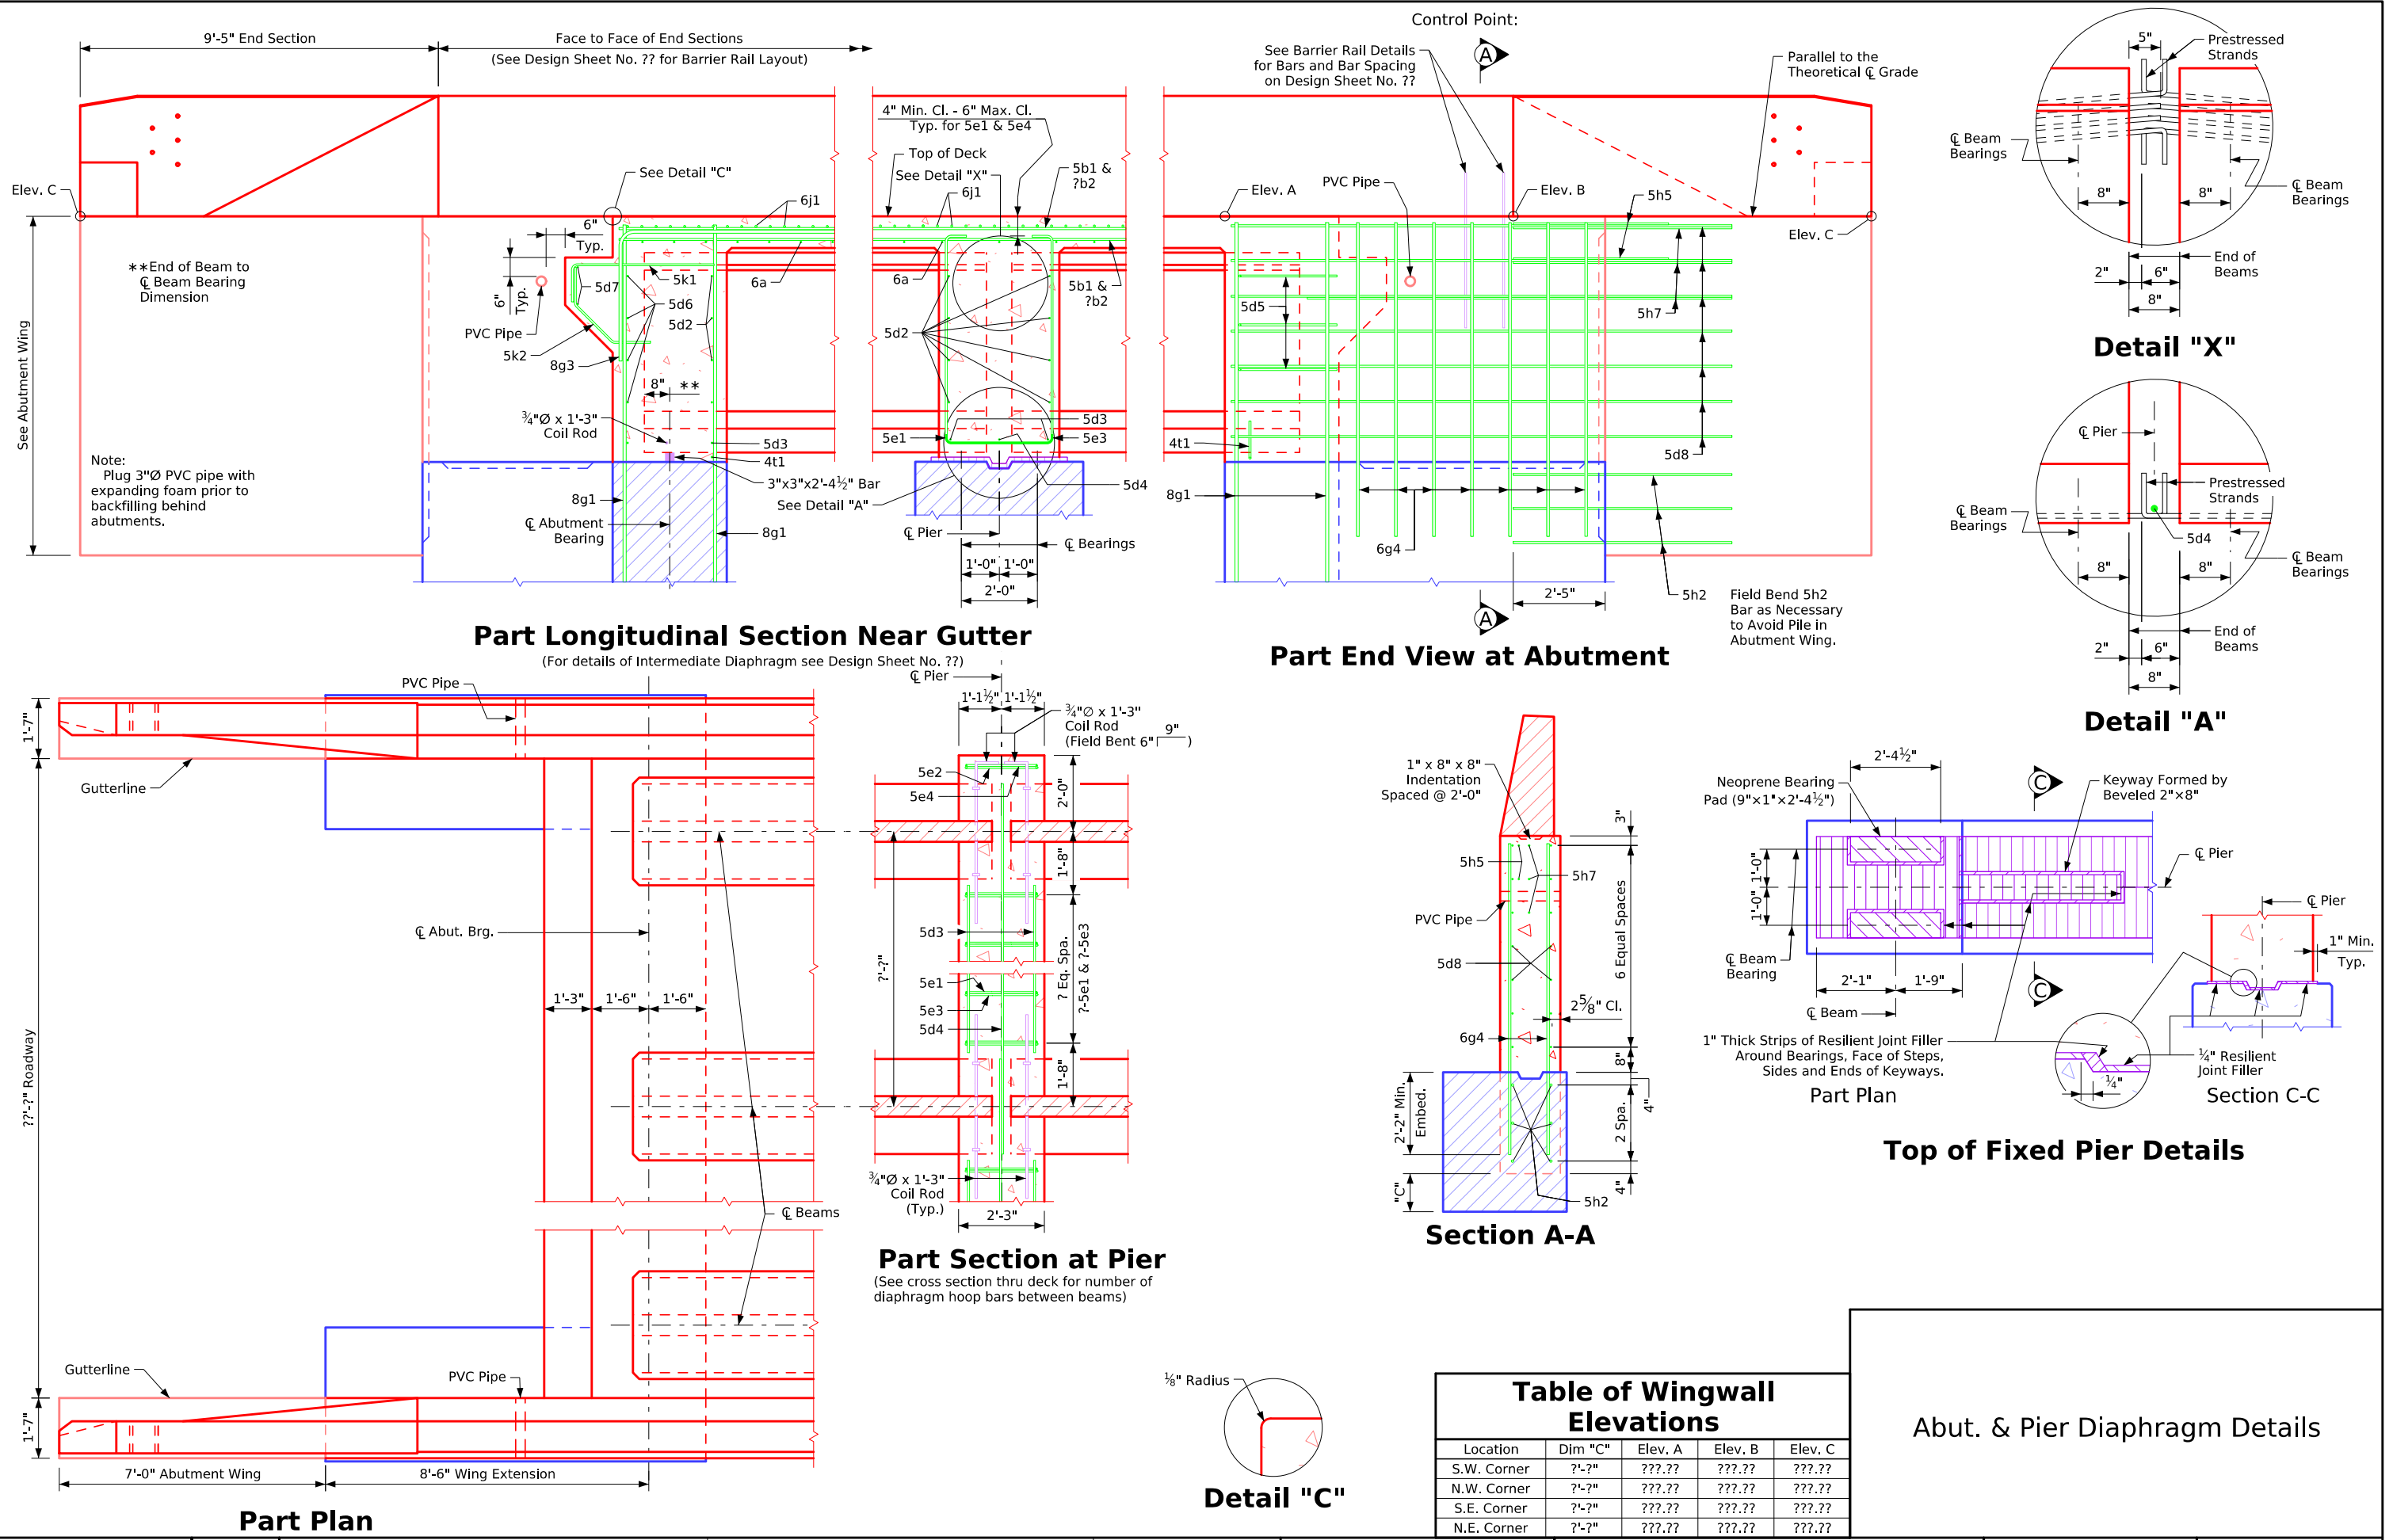 Control Point:
9'-5" End Section
Face to Face of End Sections
(See Design Sheet No. ?? for Barrier Rail Layout)
4" Min. Cl. - 6" Max. Cl.
Typ. for 5e1 & 5e4
Top of Deck
See Detail "X"
6j1
5b1 &
?b2
See Detail "C"
6j1
Elev. C
6"
Typ.
**End of Beam to
℄ Beam Bearing
Dimension
6"
Typ.
5d7
5k1
5d6
5d2
6a
6a
5b1 &
?b2
5d2
PVC Pipe
5k2
8g3
8"
**
See Abutment Wing
¾"Ø x 1'-3"
Coil Rod
5d3
4t1
3"x3"x2'-4½" Bar
See Detail "A"
5e1
5d3
5e3
5d4
Note:
Plug 3"Ø PVC pipe with
expanding foam prior to
backfilling behind
abutments.
8g1
℄ Abutment
Bearing
8g1
℄ Pier
℄ Bearings
1'-0"
1'-0"
2'-0"
Part Longitudinal Section Near Gutter
(For details of Intermediate Diaphragm see Design Sheet No. ??)
See Barrier Rail Details
for Bars and Bar Spacing
on Design Sheet No. ??
A
Parallel to the
Theoretical ℄ Grade
Elev. A
PVC Pipe
Elev. B
5h5
Elev. C
5d5
5h7
4t1
5d8
8g1
6g4
5h2
2'-5"
A
Field Bend 5h2
Bar as Necessary
to Avoid Pile in
Abutment Wing.
Part End View at Abutment
5"
Prestressed
Strands
℄ Beam
Bearings
8"
8"
℄ Beam
Bearings
End of
Beams
2"
6"
8"
Detail "X"
℄ Pier
Prestressed
Strands
℄ Beam
Bearings
5d4
8"
8"
℄ Beam
Bearings
End of
Beams
2"
6"
8"
Detail "A"
PVC Pipe
1'-7"
Gutterline
℄ Abut. Brg.
1'-3"
1'-6"
1'-6"
??'-?" Roadway
℄ Beams
Gutterline
PVC Pipe
1'-7"
7'-0" Abutment Wing
8'-6" Wing Extension
Part Plan
℄ Pier
1'-1½"
1'-1½"
¾"∅ x 1'-3"
Coil Rod
(Field Bent 6" 9" )
5e2
5e4
2'-0"
1'-8"
5d3
?'-?"
? Eq. Spa.
?-5e1 & ?-5e3
5e1
5e3
5d4
1'-8"
¾"Ø x 1'-3"
Coil Rod
(Typ.)
2'-3"
Part Section at Pier
(See cross section thru deck for number of
diaphragm hoop bars between beams)
1" x 8" x 8"
Indentation
Spaced @ 2'-0"
3"
5h5
5h7
PVC Pipe
6 Equal Spaces
5d8
2⅝" Cl.
6g4
8"
2'-2" Min.
Embed.
2 Spa.
4"
"C"
4"
5h2
Section A-A
2'-4½"
Neoprene Bearing
Pad (9"×1"×2'-4½")
C
Keyway Formed by
Beveled 2"×8"
1'-0"
1'-0"
℄ Pier
℄ Pier
1" Min.
Typ.
℄ Beam
Bearing
2'-1"
1'-9"
C
℄ Beam
1" Thick Strips of Resilient Joint Filler
Around Bearings, Face of Steps,
Sides and Ends of Keyways.
¼" Resilient
Joint Filler
¼"
Part Plan
Section C-C
Top of Fixed Pier Details
⅛" Radius
Detail "C"
Table of Wingwall
Elevations
Location Dim "C" Elev. A Elev. B Elev. C
S.W. Corner ?'-?" ???.?? ???.?? ???.??
N.W. Corner ?'-?" ???.?? ???.?? ???.??
S.E. Corner ?'-?" ???.?? ???.?? ???.??
N.E. Corner ?'-?" ???.?? ???.?? ???.??
Abut. & Pier Diaphragm Details